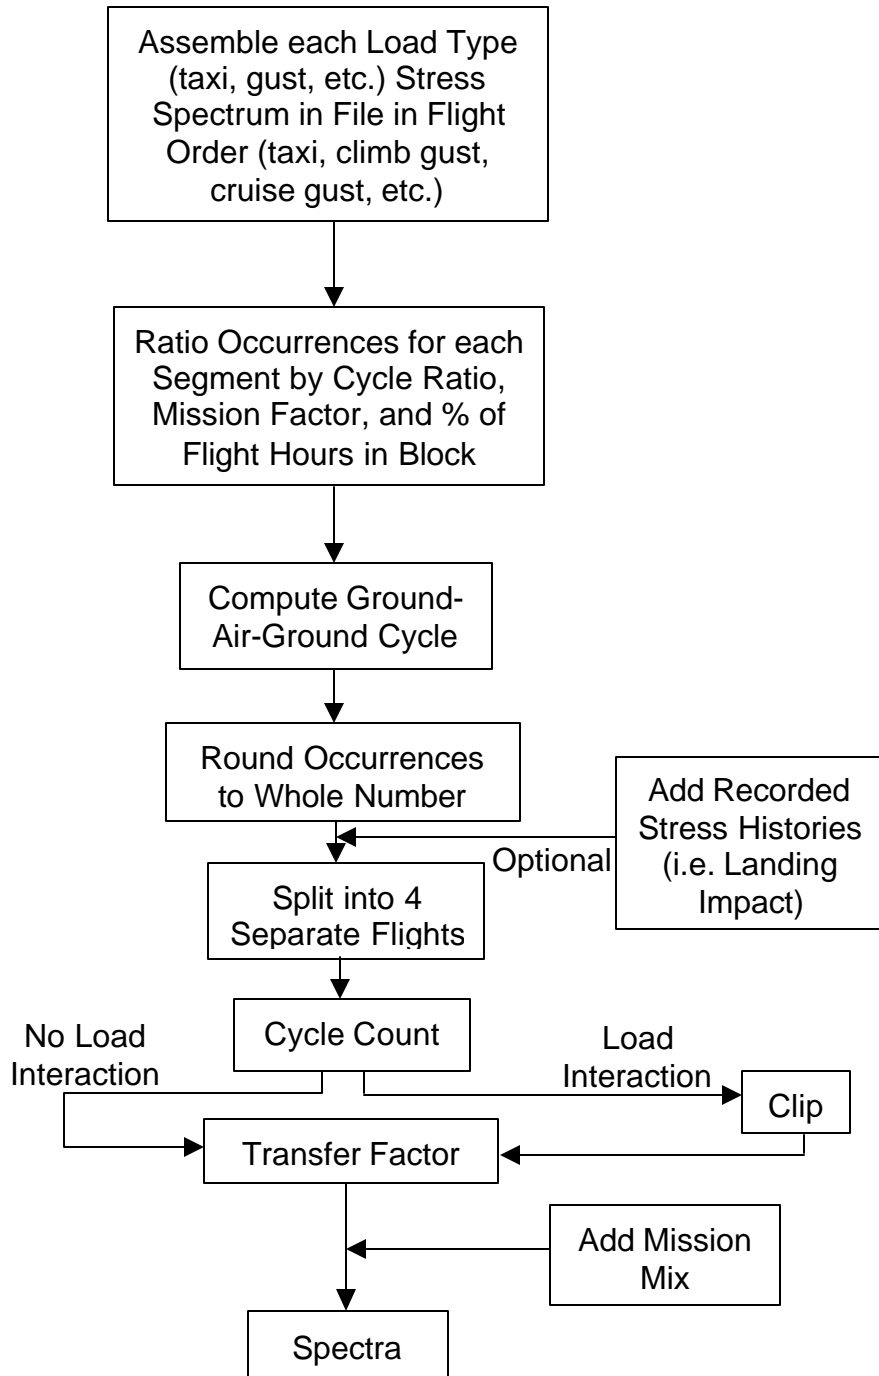 Assemble each Load Type
(taxi, gust, etc.) Stress
Spectrum in File in Flight
Order (taxi, climb gust,
cruise gust, etc.)
Ratio Occurrences for each
Segment by Cycle Ratio,
Mission Factor, and % of
Flight Hours in Block
Compute Ground-
Air-Ground Cycle
Round Occurrences
to Whole Number
Add Recorded
Stress Histories
(i.e. Landing
Impact)
Optional
Split into 4
Separate Flights
Cycle Count
No Load
Interaction
Load
Interaction
Clip
Transfer Factor
Add Mission
Mix
Spectra